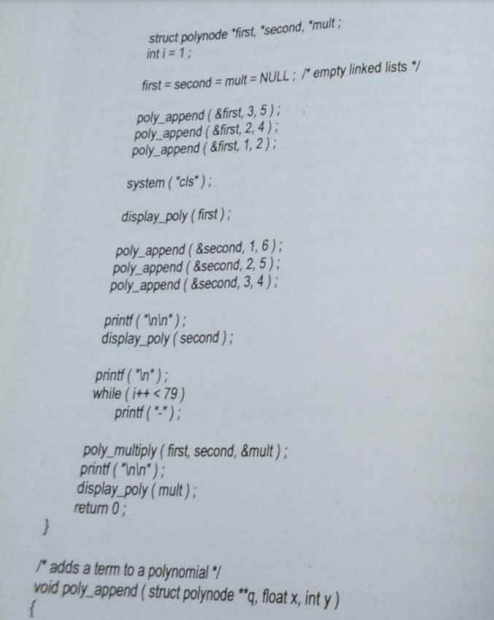 struct polynode *first, *second, *mult ;
int i = 1 ;
first = second = mult = NULL ; /* empty linked lists */
poly_append ( &first, 3, 5 ) ;
poly_append ( &first, 2, 4 ) ;
poly_append ( &first, 1, 2 ) ;
system ( "cls" ) ;
display_poly ( first ) ;
poly_append ( &second, 1, 6 ) ;
poly_append ( &second, 2, 5 ) ;
poly_append ( &second, 3, 4 ) ;
printf ( "\n\n" ) ;
display_poly ( second ) ;
printf ( "\n" ) ;
while ( i++ < 79 )
printf ( "-" ) ;
poly_multiply ( first, second, &mult ) ;
printf ( "\n\n" ) ;
display_poly ( mult ) ;
return 0 ;
}
/* adds a term to a polynomial */
void poly_append ( struct polynode **q, float x, int y )
{